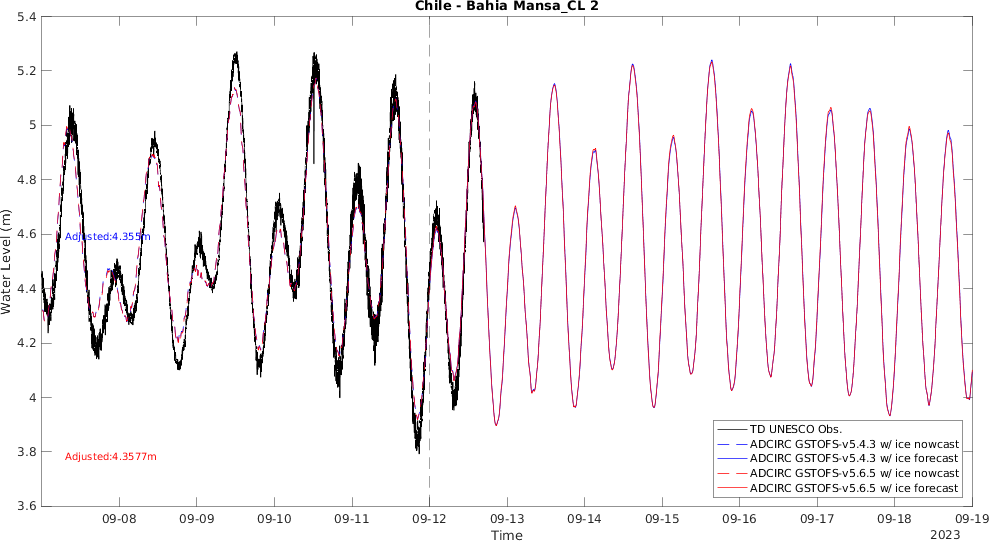 Chile - Bahia Mansa_CL 2
5.4
5.2
5
4.8
4.6
4.4
4.2
4
3.8
3.6
Water Level (m)
Adjusted:4.355m
Adjusted:4.3577m
TD UNESCO Obs.
ADCIRC GSTOFS-v5.4.3 w/ ice nowcast
ADCIRC GSTOFS-v5.4.3 w/ ice forecast
ADCIRC GSTOFS-v5.6.5 w/ ice nowcast
ADCIRC GSTOFS-v5.6.5 w/ ice forecast
09-08 09-09 09-10 09-11 09-12 09-13 09-14 09-15 09-16 09-17 09-18 09-19
Time
2023